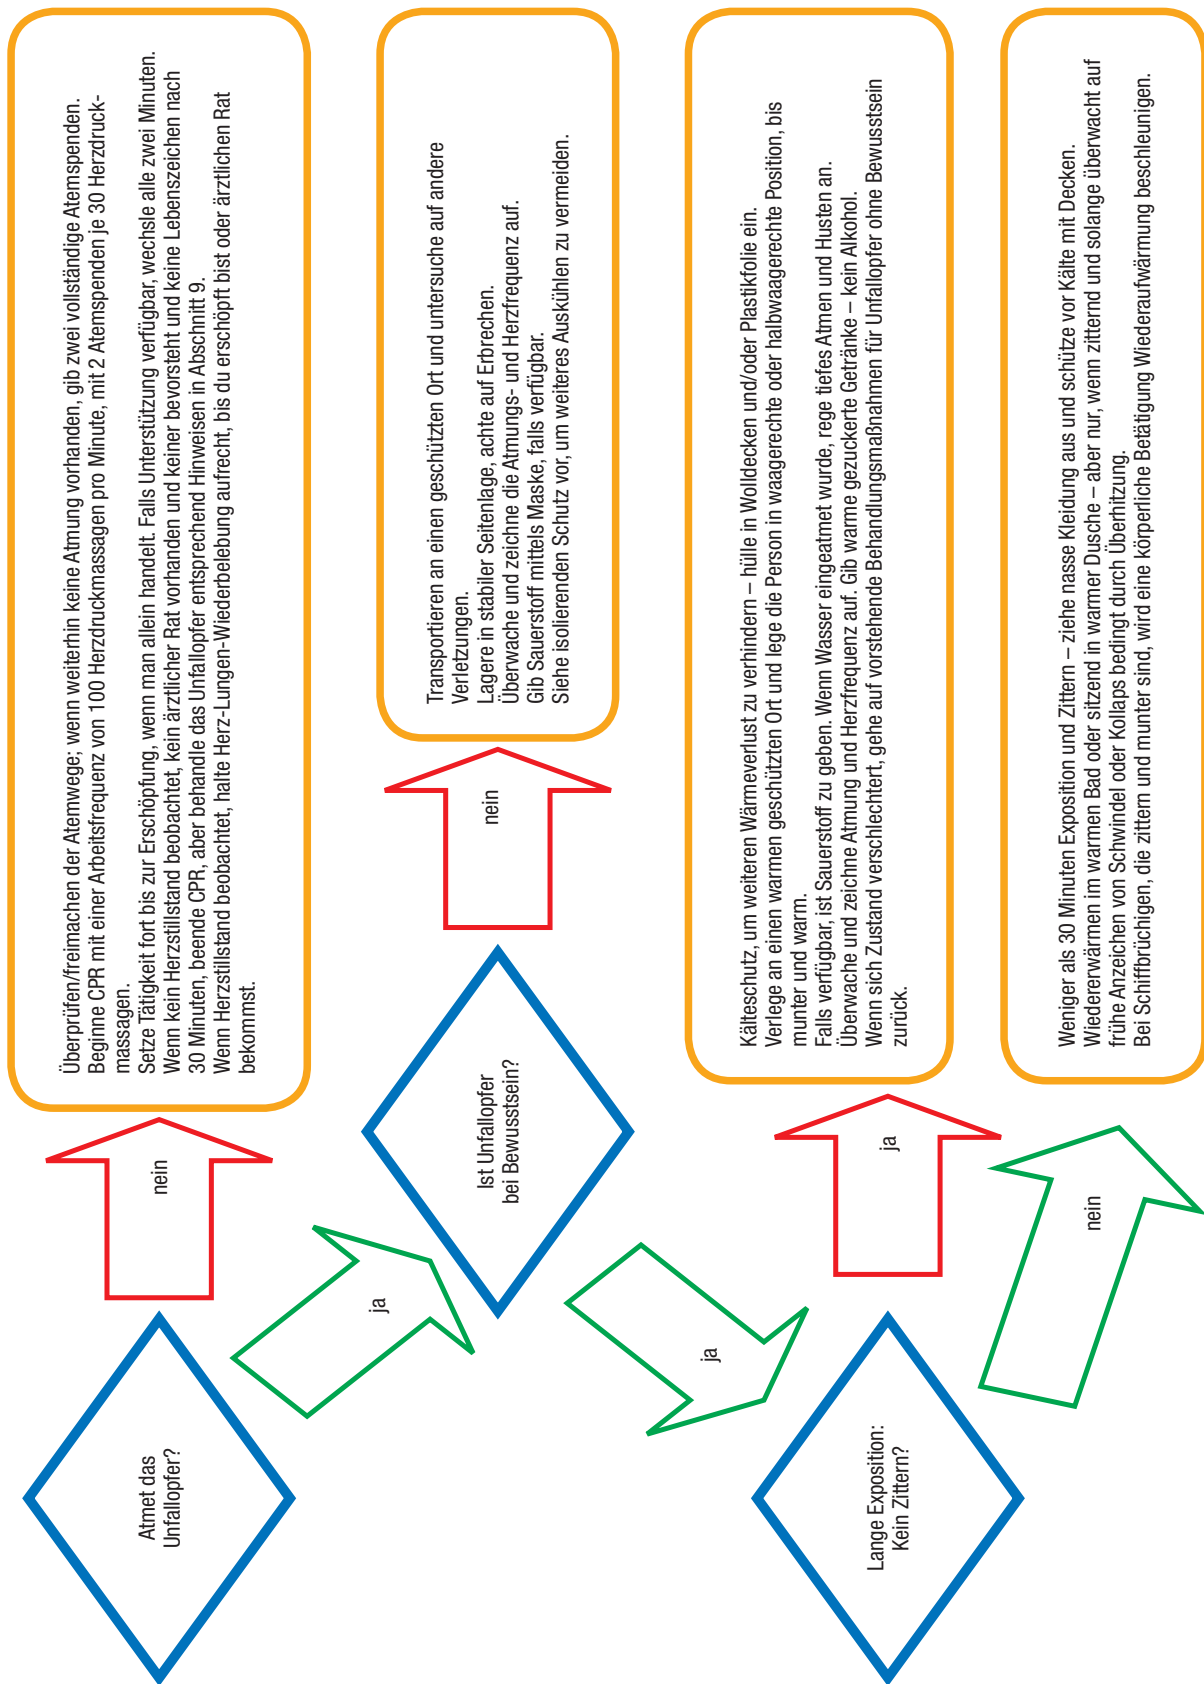 Atmet das
Unfallopfer?
nein
Überprüfen/freimachen der Atemwege; wenn weiterhin keine Atmung vorhanden, gib zwei vollständige Atemspenden.
Beginne CPR mit einer Arbeitsfrequenz von 100 Herzdruckmassagen pro Minute, mit 2 Atemspenden je 30 Herzdruck-
massagen.
Setze Tätigkeit fort bis zur Erschöpfung, wenn man allein handelt. Falls Unterstützung verfügbar, wechsle alle zwei Minuten.
Wenn kein Herzstillstand beobachtet, kein ärztlicher Rat vorhanden und keiner bevorsteht und keine Lebenszeichen nach
30 Minuten, beende CPR, aber behandle das Unfallopfer entsprechend Hinweisen in Abschnitt 9.
Wenn Herzstillstand beobachtet, halte Herz-Lungen-Wiederbelebung aufrecht, bis du erschöpft bist oder ärztlichen Rat
bekommst.
ja
Ist Unfallopfer
bei Bewusstsein?
nein
Transportieren an einen geschützten Ort und untersuche auf andere
Verletzungen.
Lagere in stabiler Seitenlage, achte auf Erbrechen.
Überwache und zeichne die Atmungs- und Herzfrequenz auf.
Gib Sauerstoff mittels Maske, falls verfügbar.
Siehe isolierenden Schutz vor, um weiteres Auskühlen zu vermeiden.
ja
Lange Exposition:
Kein Zittern?
ja
Kälteschutz, um weiteren Wärmeverlust zu verhindern – hülle in Wolldecken und/oder Plastikfolie ein.
Verlege an einen warmen geschützten Ort und lege die Person in waagerechte oder halbwaagerechte Position, bis
munter und warm.
Falls verfügbar, ist Sauerstoff zu geben. Wenn Wasser eingeatmet wurde, rege tiefes Atmen und Husten an.
Überwache und zeichne Atmung und Herzfrequenz auf. Gib warme gezuckerte Getränke – kein Alkohol.
Wenn sich Zustand verschlechtert, gehe auf vorstehende Behandlungsmaßnahmen für Unfallopfer ohne Bewusstsein
zurück.
nein
Weniger als 30 Minuten Exposition und Zittern – ziehe nasse Kleidung aus und schütze vor Kälte mit Decken.
Wiedererwärmen im warmen Bad oder sitzend in warmer Dusche – aber nur, wenn zitternd und solange überwacht auf
frühe Anzeichen von Schwindel oder Kollaps bedingt durch Überhitzung.
Bei Schiffbrüchigen, die zittern und munter sind, wird eine körperliche Betätigung Wiederaufwärmung beschleunigen.